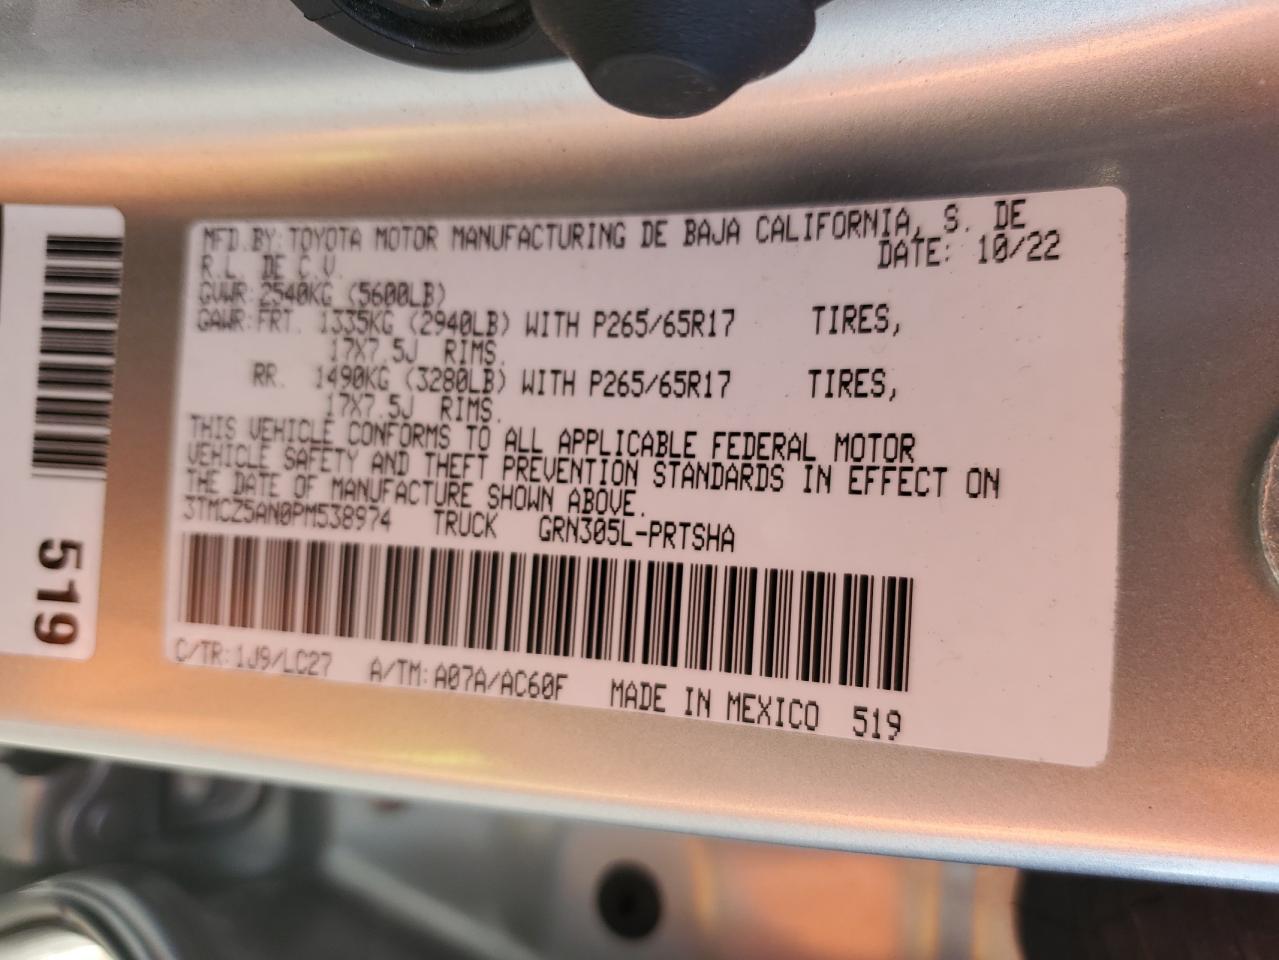 MFD.BY:TOYOTA MOTOR MANUFACTURING DE BAJA CALIFORNIA, S. DE
R.L. DE C.V. DATE: 10/22
GVWR:2540KG (5600LB)
GAWR:FRT. 1335KG (2940LB) WITH P265/65R17 TIRES,
17X7.5J RIMS.
RR. 1490KG (3280LB) WITH P265/65R17 TIRES,
17X7.5J RIMS.
THIS VEHICLE CONFORMS TO ALL APPLICABLE FEDERAL MOTOR
VEHICLE SAFETY AND THEFT PREVENTION STANDARDS IN EFFECT ON
THE DATE OF MANUFACTURE SHOWN ABOVE.
3TMCZ5AN0PM538974 TRUCK GRN305L-PRTSHA
C/TR:1J9/LC27 A/TM:A07A/AC60F MADE IN MEXICO 519
519